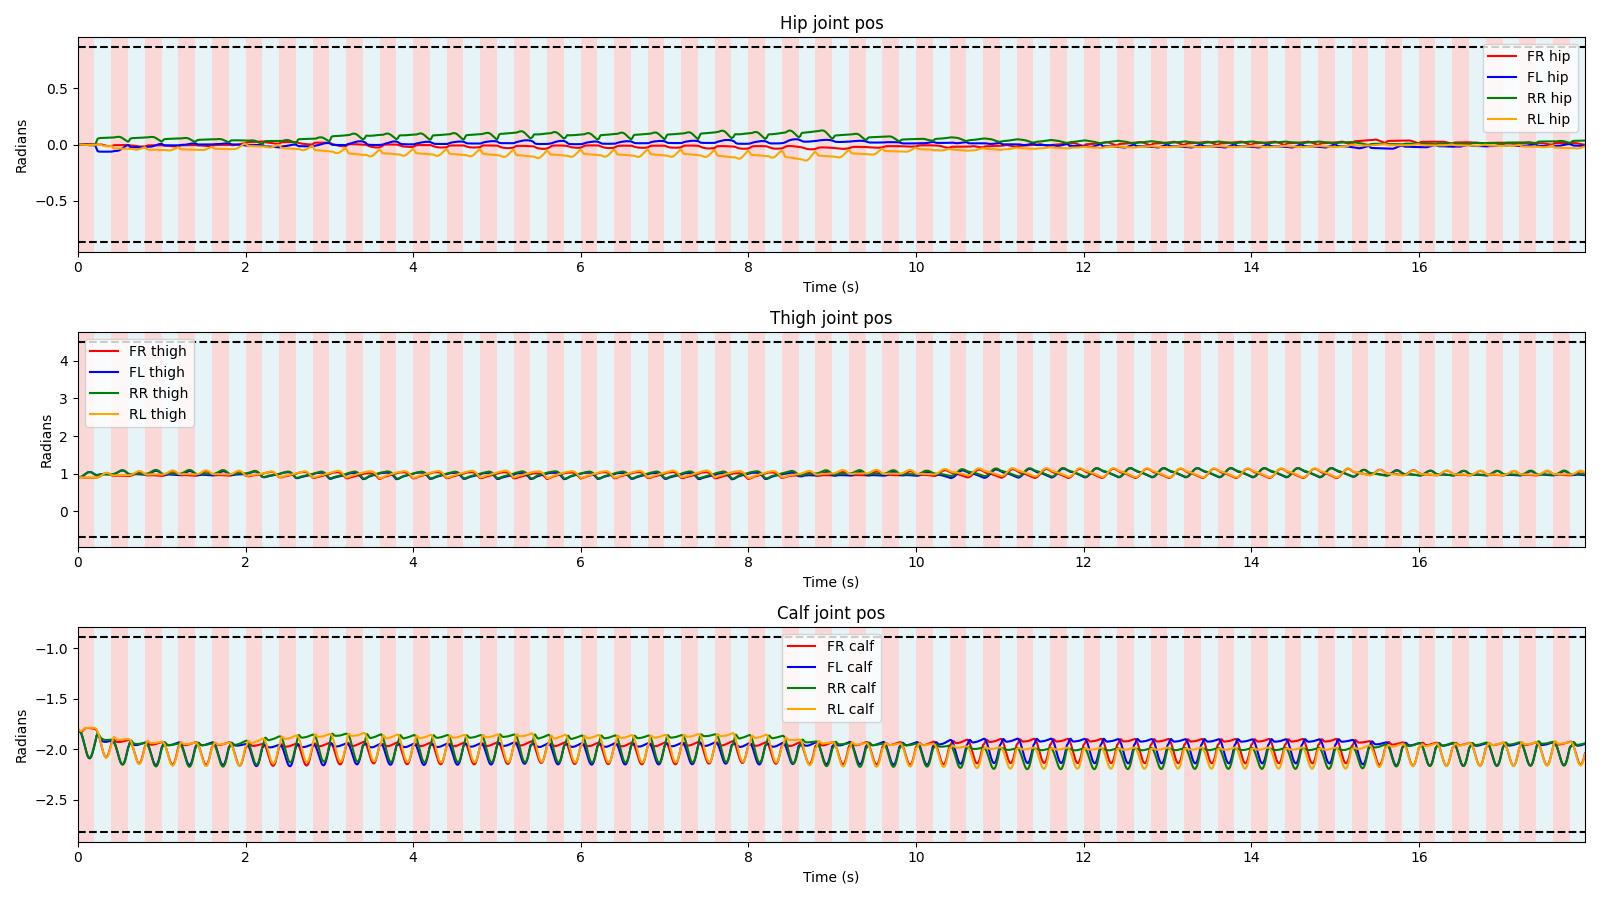 Hip joint pos
0.5
0.0
−0.5
Radians
FR hip
FL hip
RR hip
RL hip
0 2 4 6 8 10 12 14 16
Time (s)
Thigh joint pos
4
3
2
1
0
Radians
FR thigh
FL thigh
RR thigh
RL thigh
0 2 4 6 8 10 12 14 16
Time (s)
Calf joint pos
−1.0
−1.5
−2.0
−2.5
Radians
FR calf
FL calf
RR calf
RL calf
0 2 4 6 8 10 12 14 16
Time (s)